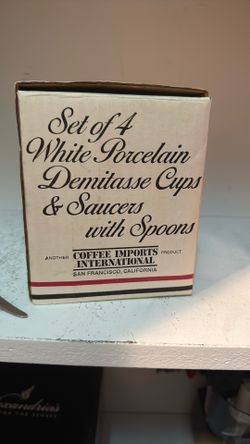 Set of 4
White Porcelain
Demitasse Cups
& Saucers
with Spoons
ANOTHER COFFEE IMPORTS PRODUCT
INTERNATIONAL
SAN FRANCISCO, CALIFORNIA